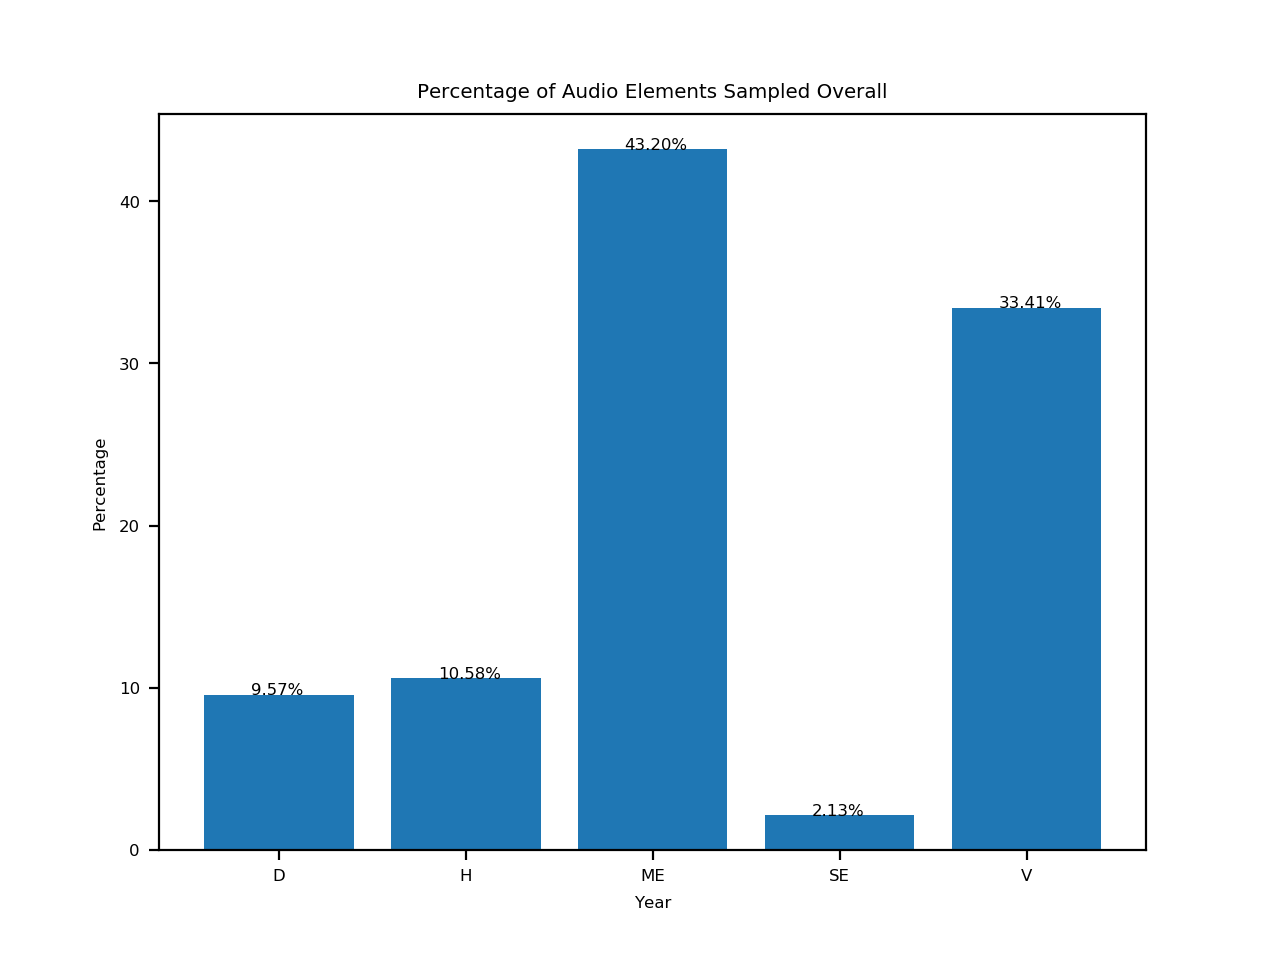 Percentage of Audio Elements Sampled Overall
43.20%
40
33.41%
30
Percentage
20
10.58%
9.57%
10
2.13%
0
D H ME SE V
Year